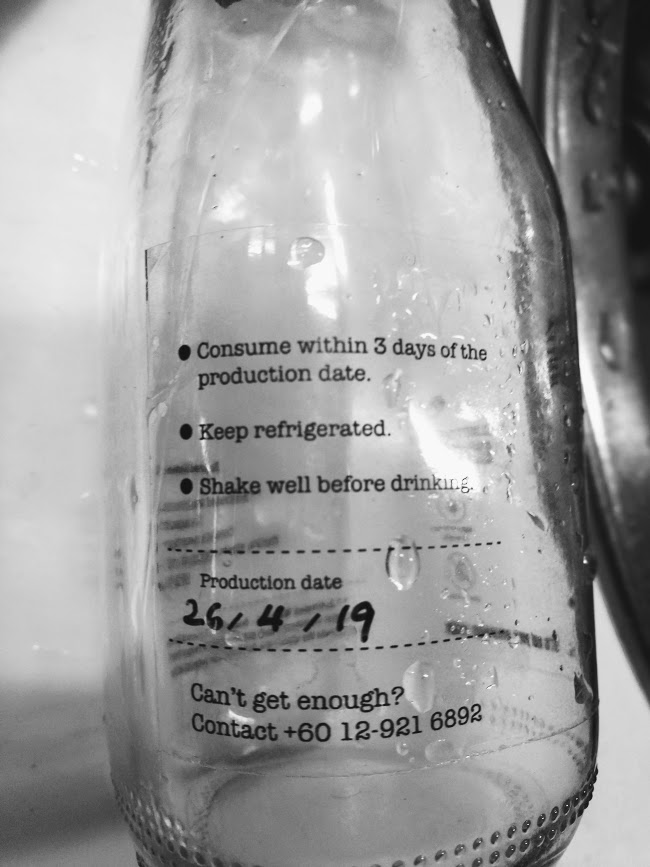 ● Consume within 3 days of the
production date.
● Keep refrigerated.
● Shake well before drinking.
Production date
26/4/19
Can't get enough?
Contact +60 12-921 6892